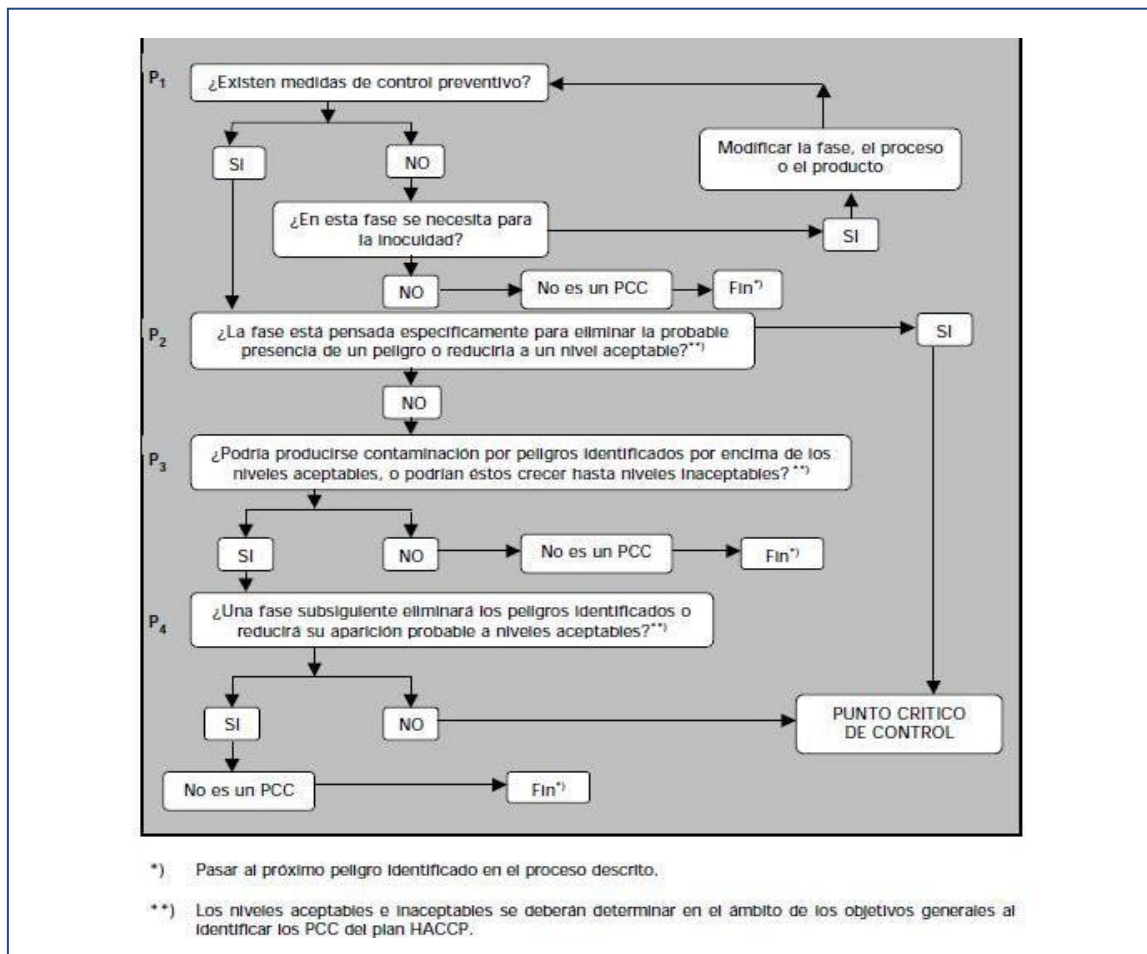 P1
¿Existen medidas de control preventivo?
SI
NO
Modificar la fase, el proceso
o el producto
¿En esta fase se necesita para
la inocuidad?
SI
NO
No es un PCC
Fin*)
P2
¿La fase está pensada específicamente para eliminar la probable
presencia de un peligro o reducirla a un nivel aceptable?**)
SI
NO
P3
¿Podría producirse contaminación por peligros identificados por encima de los
niveles aceptables, o podrían éstos crecer hasta niveles inaceptables?**)
SI
NO
No es un PCC
Fin*)
P4
¿Una fase subsiguiente eliminará los peligros identificados o
reducirá su aparición probable a niveles aceptables?**)
SI
NO
PUNTO CRITICO
DE CONTROL
No es un PCC
Fin*)
*) Pasar al próximo peligro identificado en el proceso descrito.
**) Los niveles aceptables e inaceptables se deberán determinar en el ámbito de los objetivos generales al
identificar los PCC del plan HACCP.